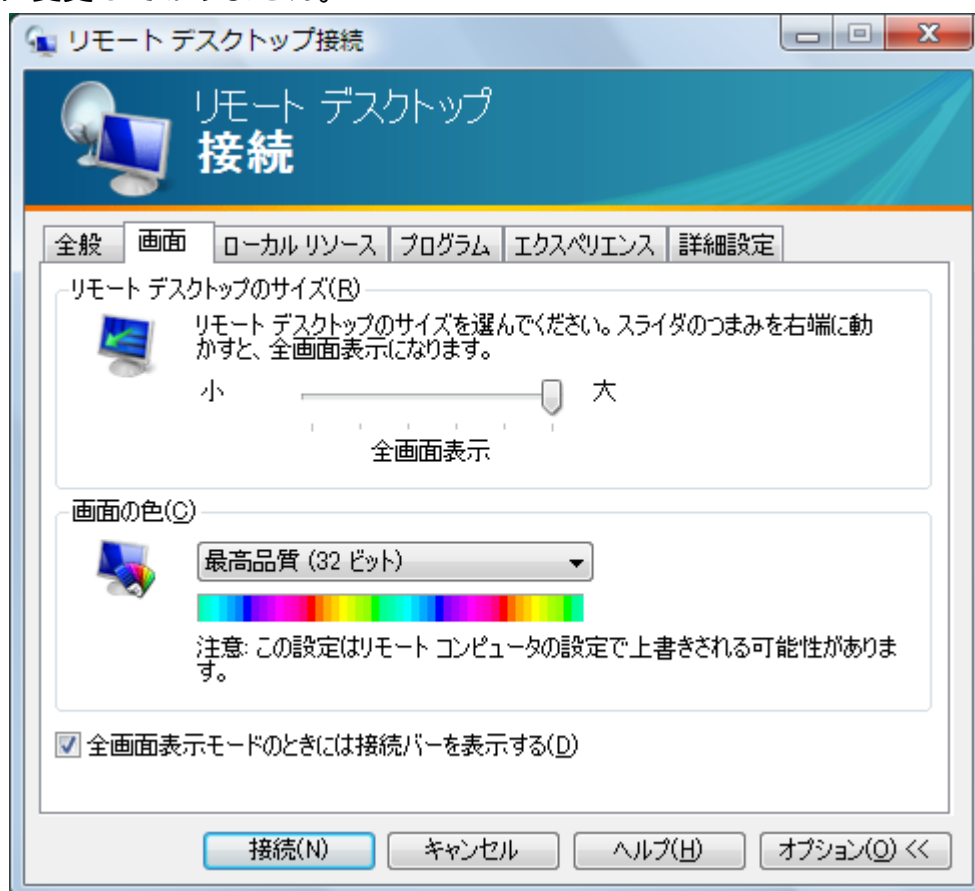 リモート デスクトップ接続
リモート デスクトップ
接続
全般 画面 ローカル リソース プログラム エクスペリエンス 詳細設定
リモート デスクトップのサイズ(R)
リモート デスクトップのサイズを選んでください。スライダのつまみを右端に動
かすと、全画面表示になります。
小 大
全画面表示
画面の色(C)
最高品質 (32 ビット)
注意: この設定はリモート コンピュータの設定で上書きされる可能性がありま
す。
全画面表示モードのときには接続バーを表示する(D)
接続(N) キャンセル ヘルプ(H) オプション(O) <<